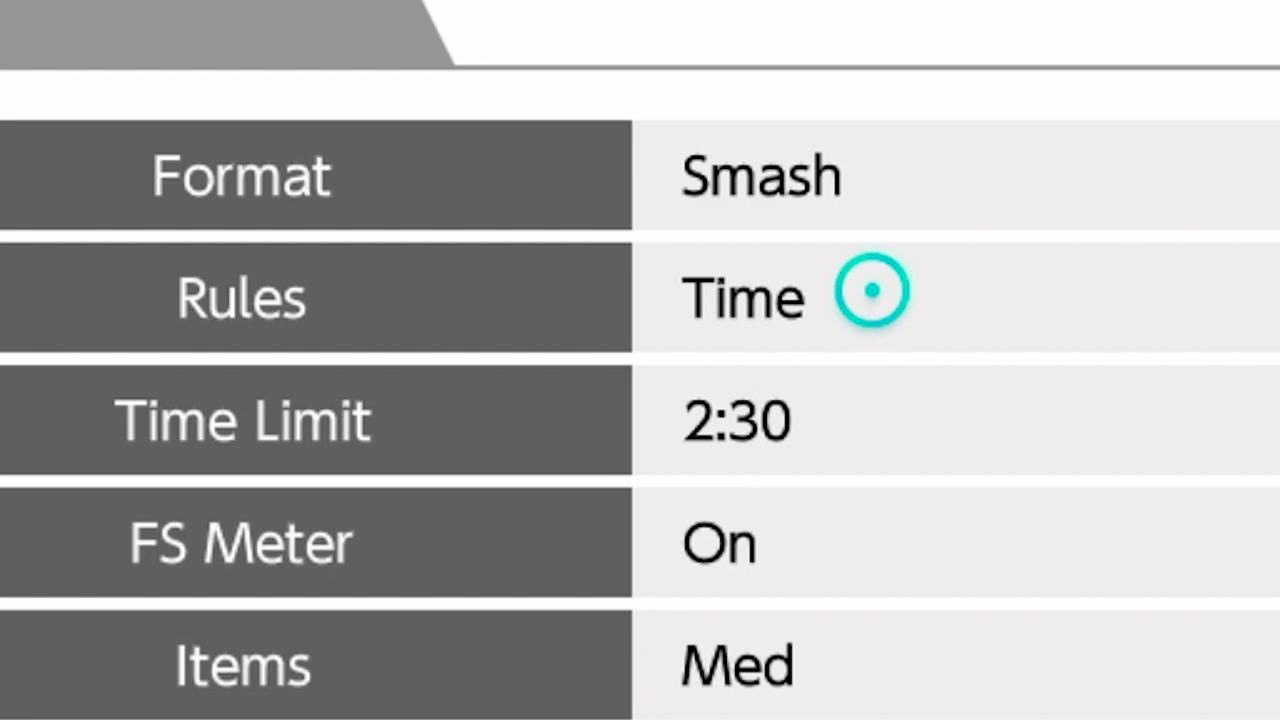 Format Smash
Rules Time
Time Limit 2:30
FS Meter On
Items Med